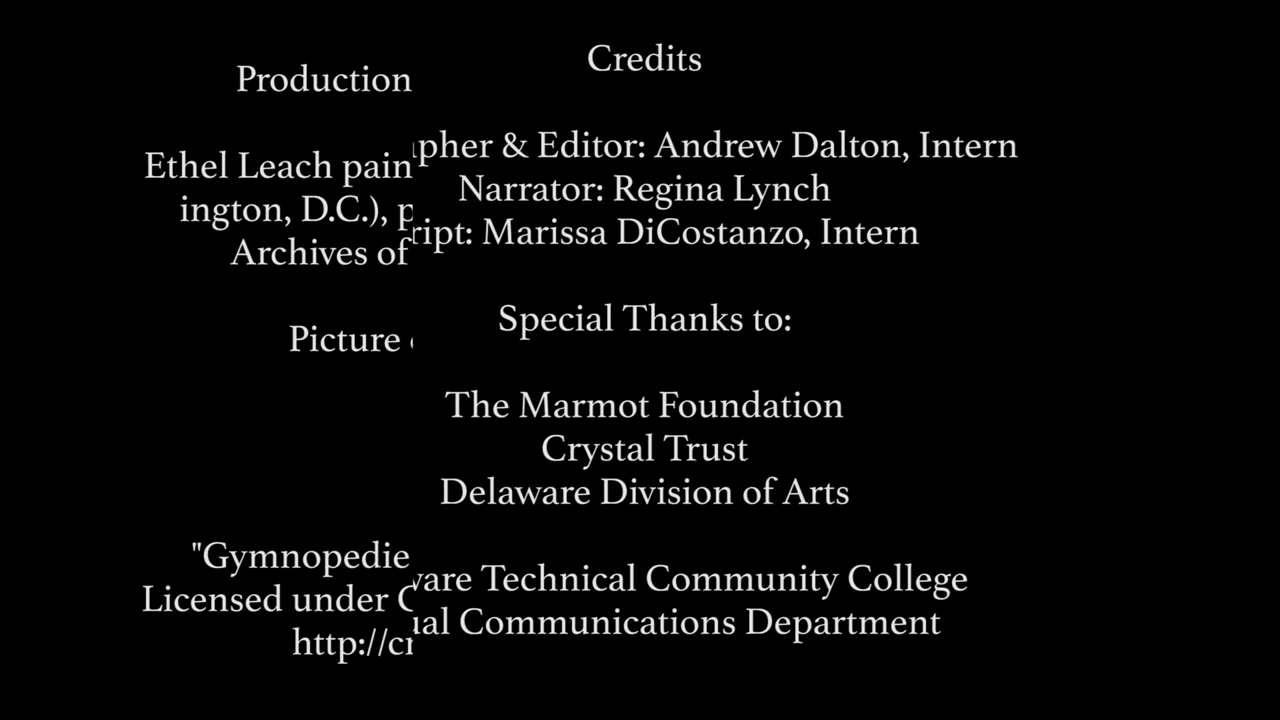 Credits
Production
pher & Editor: Andrew Dalton, Intern
Ethel Leach pain
Narrator: Regina Lynch
ington, D.C.), p
ript: Marissa DiCostanzo, Intern
Archives of
Special Thanks to:
Picture
The Marmot Foundation
Crystal Trust
Delaware Division of Arts
"Gymnopedie
ware Technical Community College
Licensed under C
ual Communications Department
http://cr